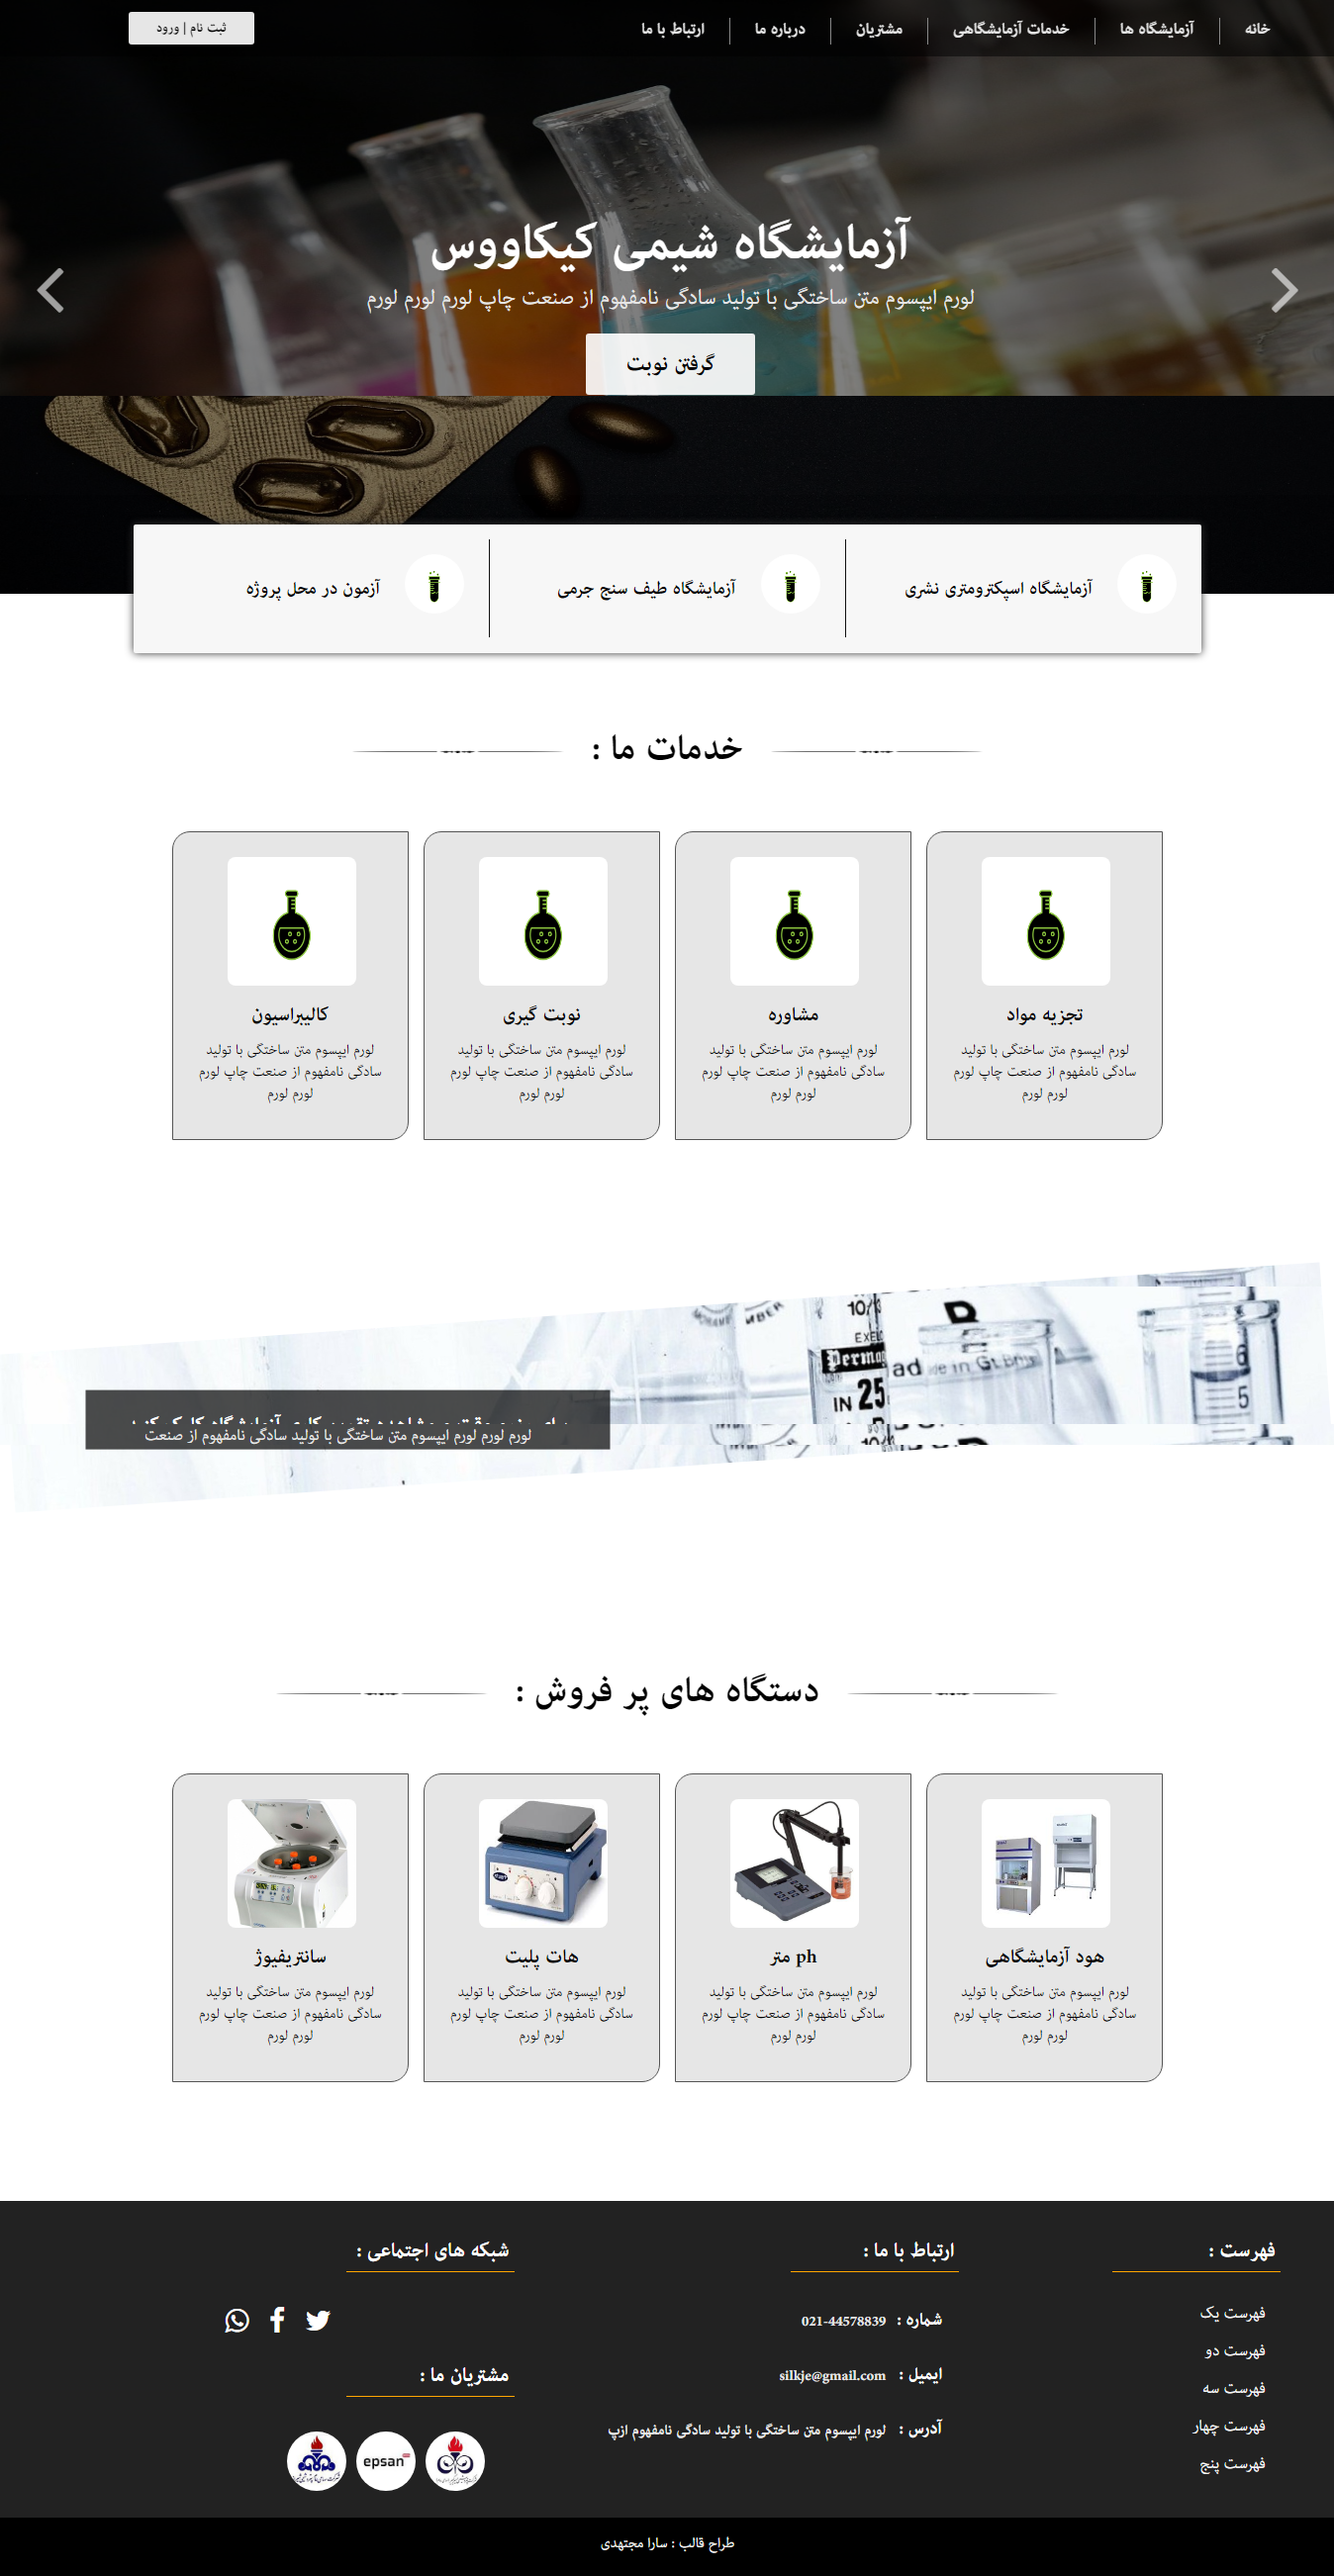 خانه
آزمایشگاه ها
خدمات آزمایشگاهی
مشتریان
درباره ما
ارتباط با ما
ثبت نام | ورود
آزمایشگاه شیمی کیکاووس
لورم ایپسوم متن ساختگی با تولید سادگی نامفهوم از صنعت چاپ لورم لورم لورم
گرفتن نوبت
آزمایشگاه اسپکترومتری نشری
آزمایشگاه طیف سنج جرمی
آزمون در محل پروژه
خدمات ما :
تجزیه مواد
لورم ایپسوم متن ساختگی با تولید
سادگی نامفهوم از صنعت چاپ لورم
لورم لورم
مشاوره
لورم ایپسوم متن ساختگی با تولید
سادگی نامفهوم از صنعت چاپ لورم
لورم لورم
نوبت گیری
لورم ایپسوم متن ساختگی با تولید
سادگی نامفهوم از صنعت چاپ لورم
لورم لورم
کالیبراسیون
لورم ایپسوم متن ساختگی با تولید
سادگی نامفهوم از صنعت چاپ لورم
لورم لورم
IN 25
5
لورم لورم لورم ایپسوم متن ساختگی با تولید سادگی نامفهوم از صنعت
دستگاه های پر فروش :
هود آزمایشگاهی
لورم ایپسوم متن ساختگی با تولید
سادگی نامفهوم از صنعت چاپ لورم
لورم لورم
ph متر
لورم ایپسوم متن ساختگی با تولید
سادگی نامفهوم از صنعت چاپ لورم
لورم لورم
هات پلیت
لورم ایپسوم متن ساختگی با تولید
سادگی نامفهوم از صنعت چاپ لورم
لورم لورم
سانتریفیوژ
لورم ایپسوم متن ساختگی با تولید
سادگی نامفهوم از صنعت چاپ لورم
لورم لورم
فهرست :
فهرست یک
فهرست دو
فهرست سه
فهرست چهار
فهرست پنج
ارتباط با ما :
شماره : 021-44578839
ایمیل : silkje@gmail.com
آدرس : لورم ایپسوم متن ساختگی با تولید سادگی نامفهوم ازپ
شبکه های اجتماعی :
مشتریان ما :
epsan
طراح قالب : سارا مجتهدی